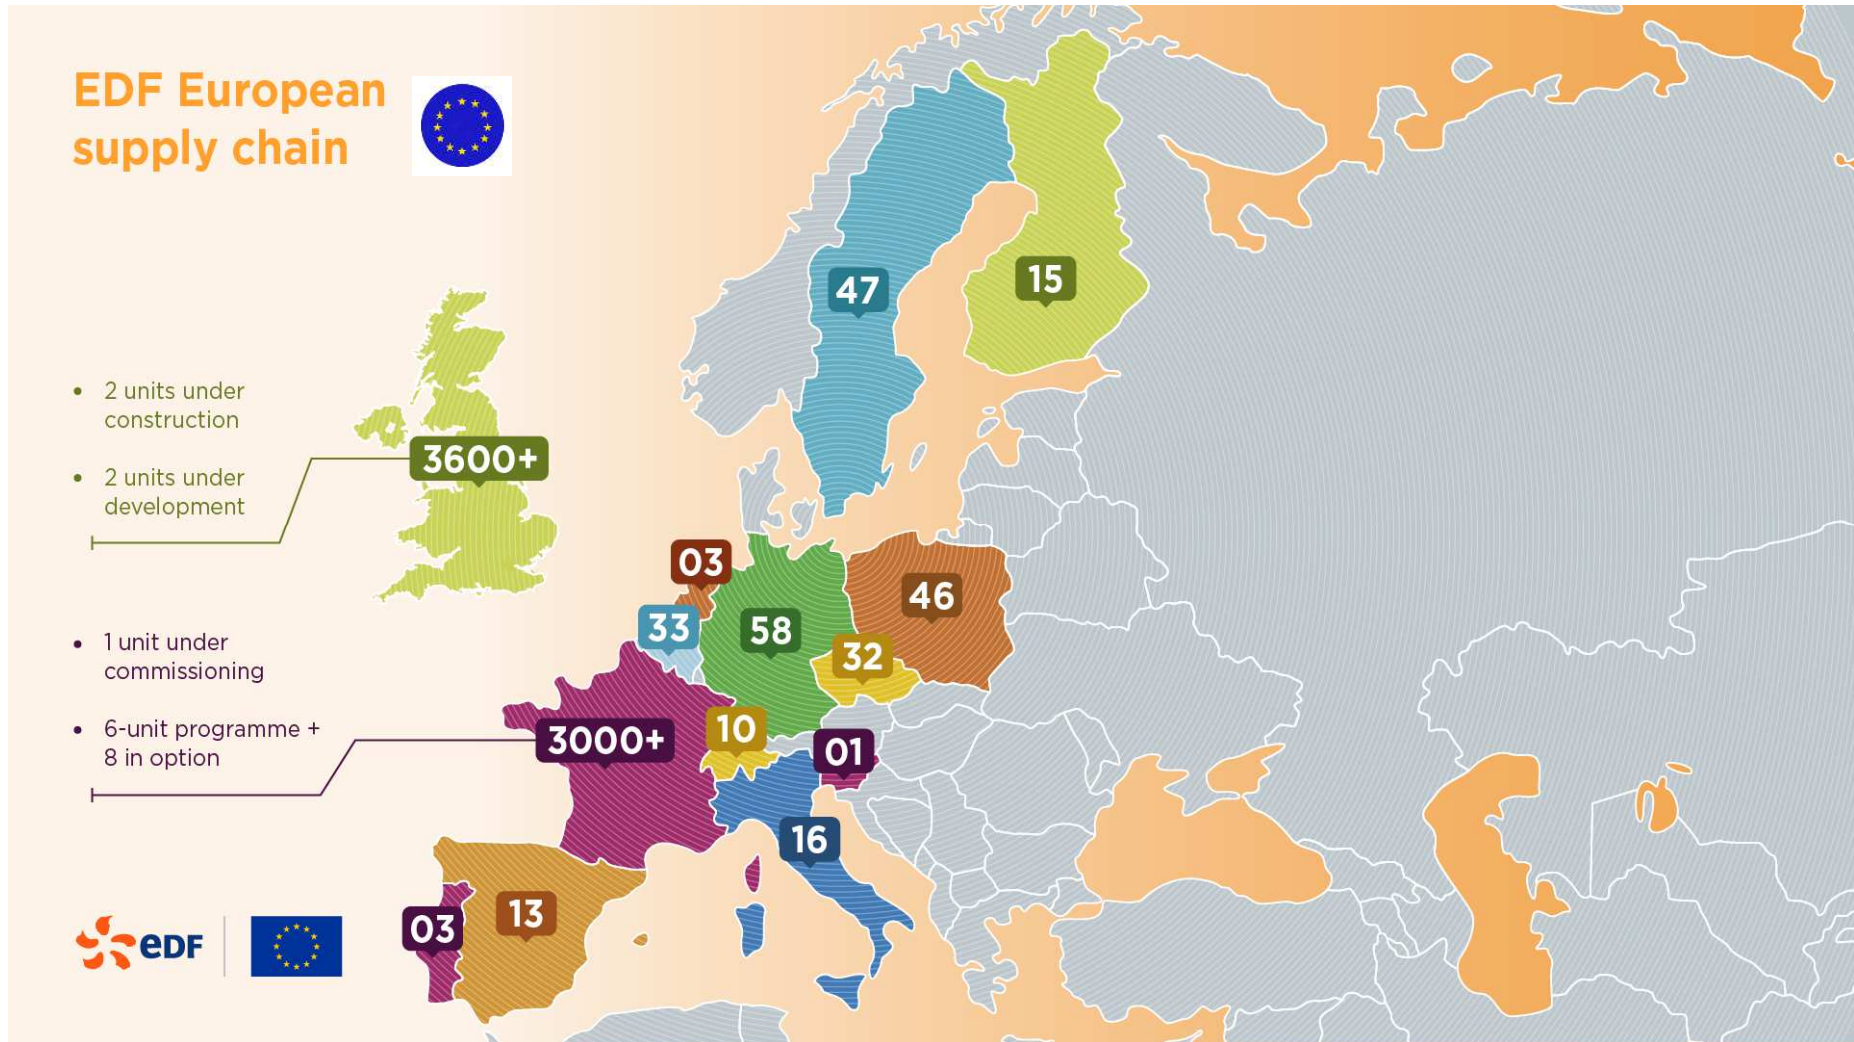 EDF European
supply chain
47
15
• 2 units under
construction
• 2 units under
development
3600+
03
33
58
46
32
• 1 unit under
commissioning
• 6-unit programme +
8 in option
3000+
10
01
16
03
13
eDF